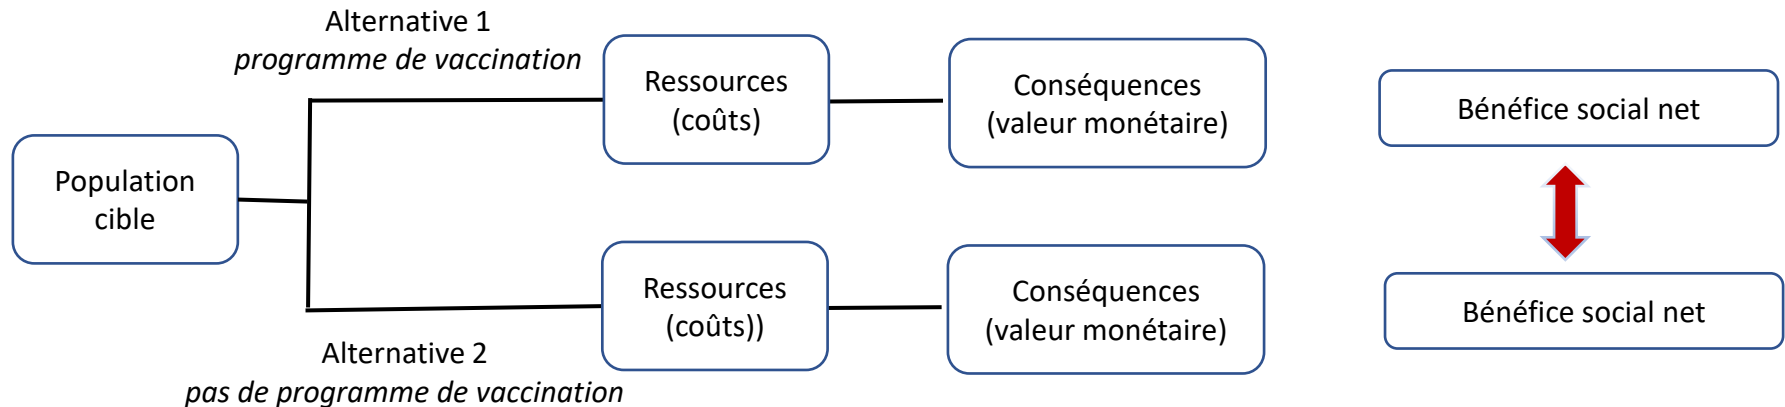 Alternative 1
programme de vaccination
Ressources
(coûts)
Conséquences
(valeur monétaire)
Bénéfice social net
Population
cible
Ressources
(coûts))
Conséquences
(valeur monétaire)
Bénéfice social net
Alternative 2
pas de programme de vaccination